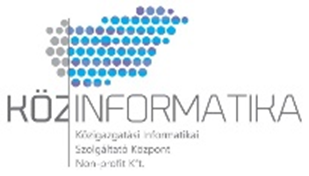 KÖZINFORMATIKA
Közigazgatási Informatikai
Szolgáltató Központ
Non-profit Kft.